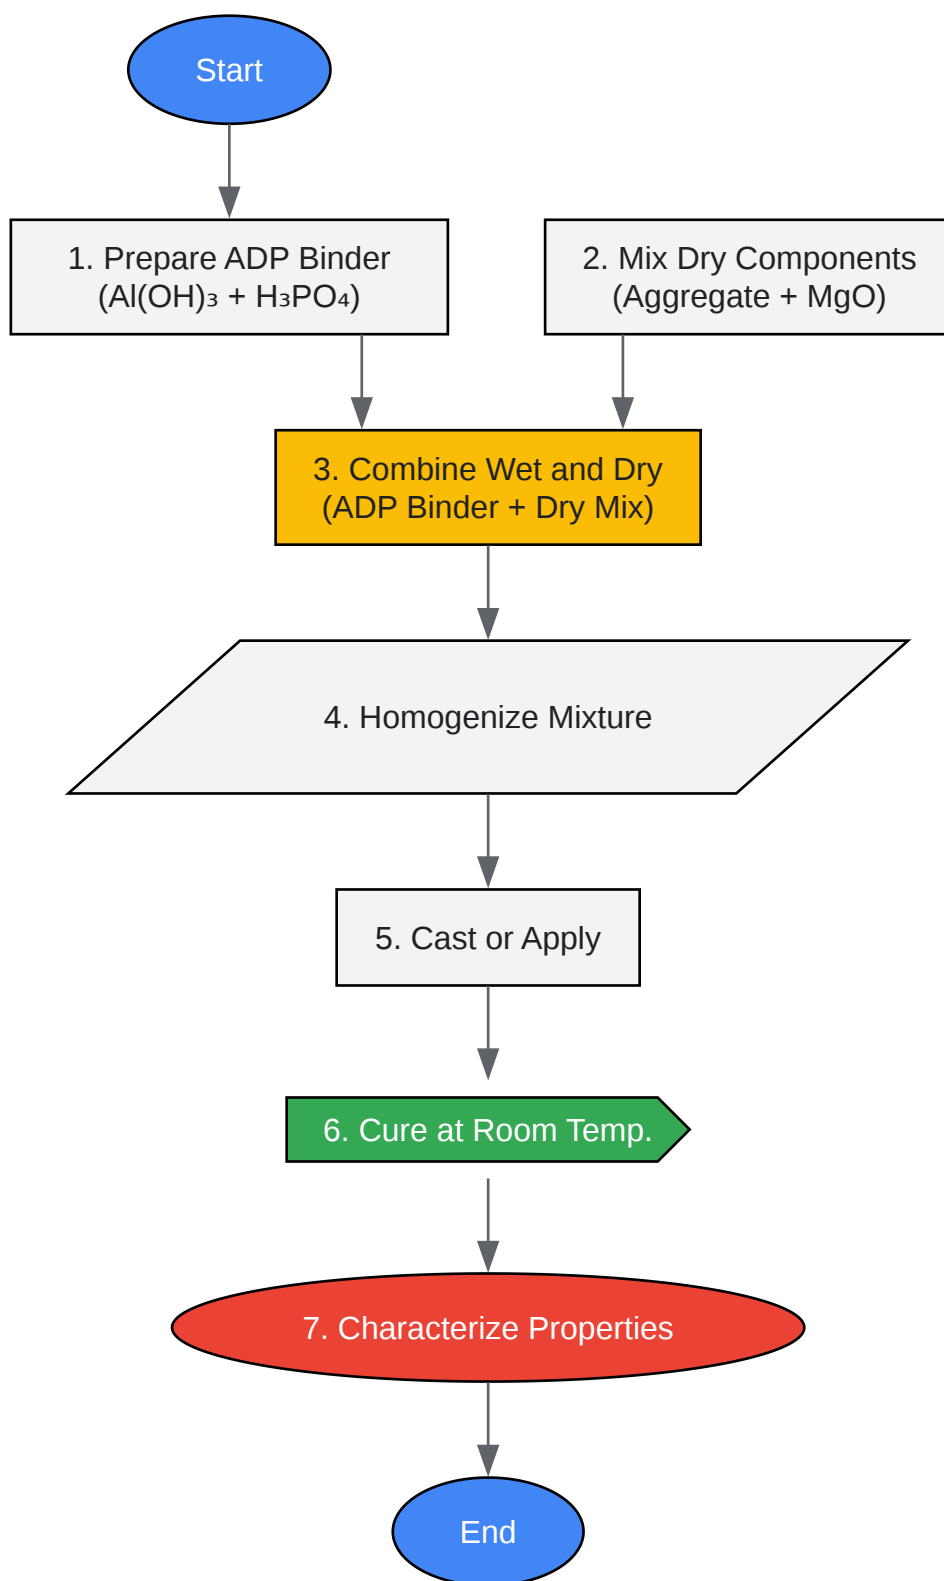 Start
1. Prepare ADP Binder
(Al(OH)₃ + H₃PO₄)
2. Mix Dry Components
(Aggregate + MgO)
3. Combine Wet and Dry
(ADP Binder + Dry Mix)
4. Homogenize Mixture
5. Cast or Apply
6. Cure at Room Temp.
7. Characterize Properties
End